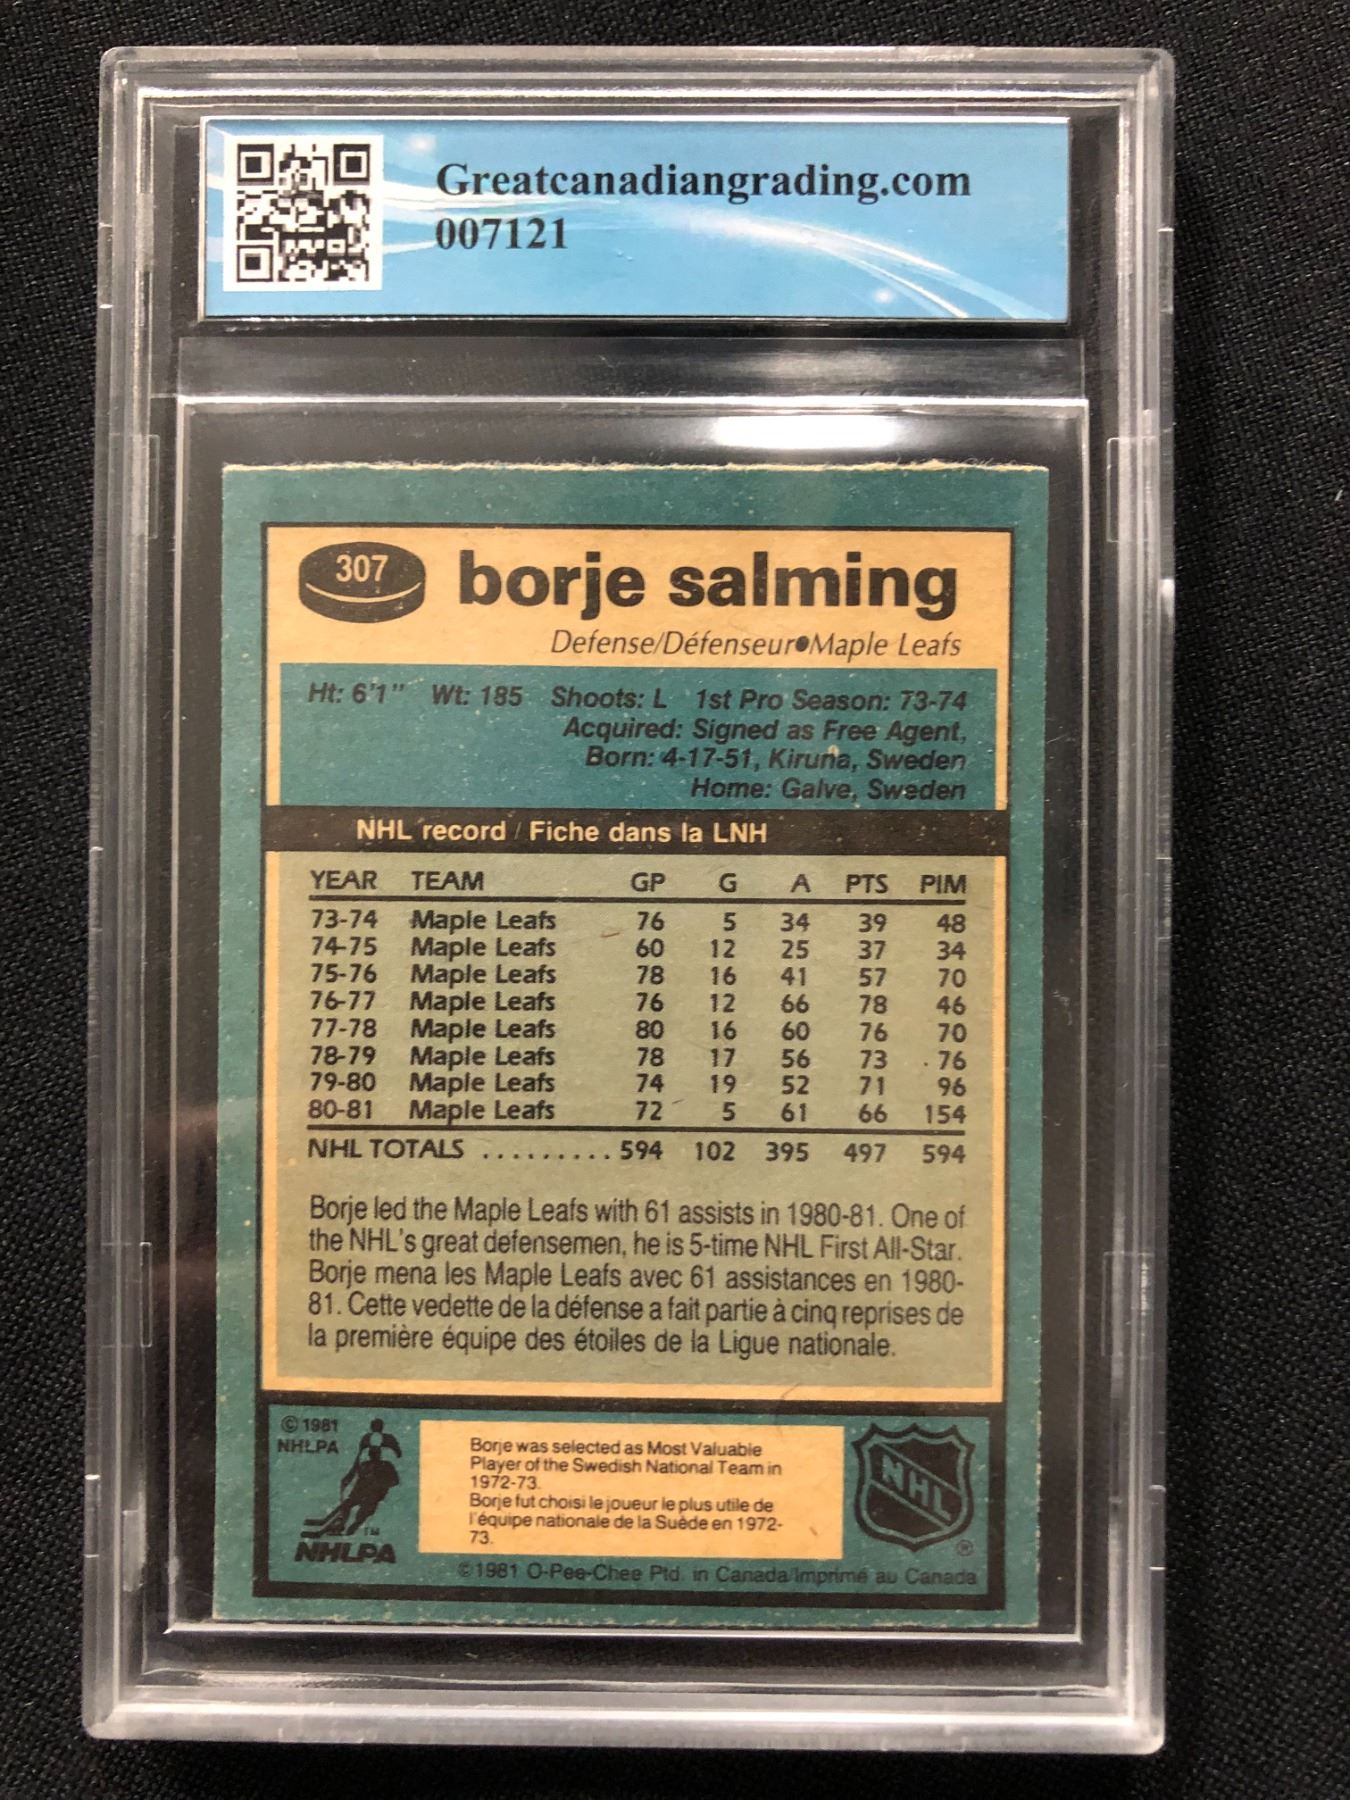 Greatcanadiangrading.com
007121
307
borje salming
Defense/Défenseur●Maple Leafs
Ht: 6'1" Wt: 185 Shoots: L 1st Pro Season: 73-74
Acquired: Signed as Free Agent,
Born: 4-17-51, Kiruna, Sweden
Home: Galve, Sweden
NHL record / Fiche dans la LNH
YEAR TEAM GP G A PTS PIM
73-74 Maple Leafs 76 5 34 39 48
74-75 Maple Leafs 60 12 25 37 34
75-76 Maple Leafs 78 16 41 57 70
76-77 Maple Leafs 76 12 66 78 46
77-78 Maple Leafs 80 16 60 76 70
78-79 Maple Leafs 78 17 56 73 76
79-80 Maple Leafs 74 19 52 71 96
80-81 Maple Leafs 72 5 61 66 154
NHL TOTALS ......... 594 102 395 497 594
Borje led the Maple Leafs with 61 assists in 1980-81. One of
the NHL's great defensemen, he is 5-time NHL First All-Star.
Borje mena les Maple Leafs avec 61 assistances en 1980-
81. Cette vedette de la défense a fait partie à cinq reprises de
la première équipe des étoiles de la Ligue nationale.
© 1981
NHLPA
TM
NHLPA
Borje was selected as Most Valuable
Player of the Swedish National Team in
1972-73.
Borje fut choisi le joueur le plus utile de
l'équipe nationale de la Suède en 1972-
73.
NHL
®
©1981 O-Pee-Chee Ptd. in Canada/Imprimé au Canada